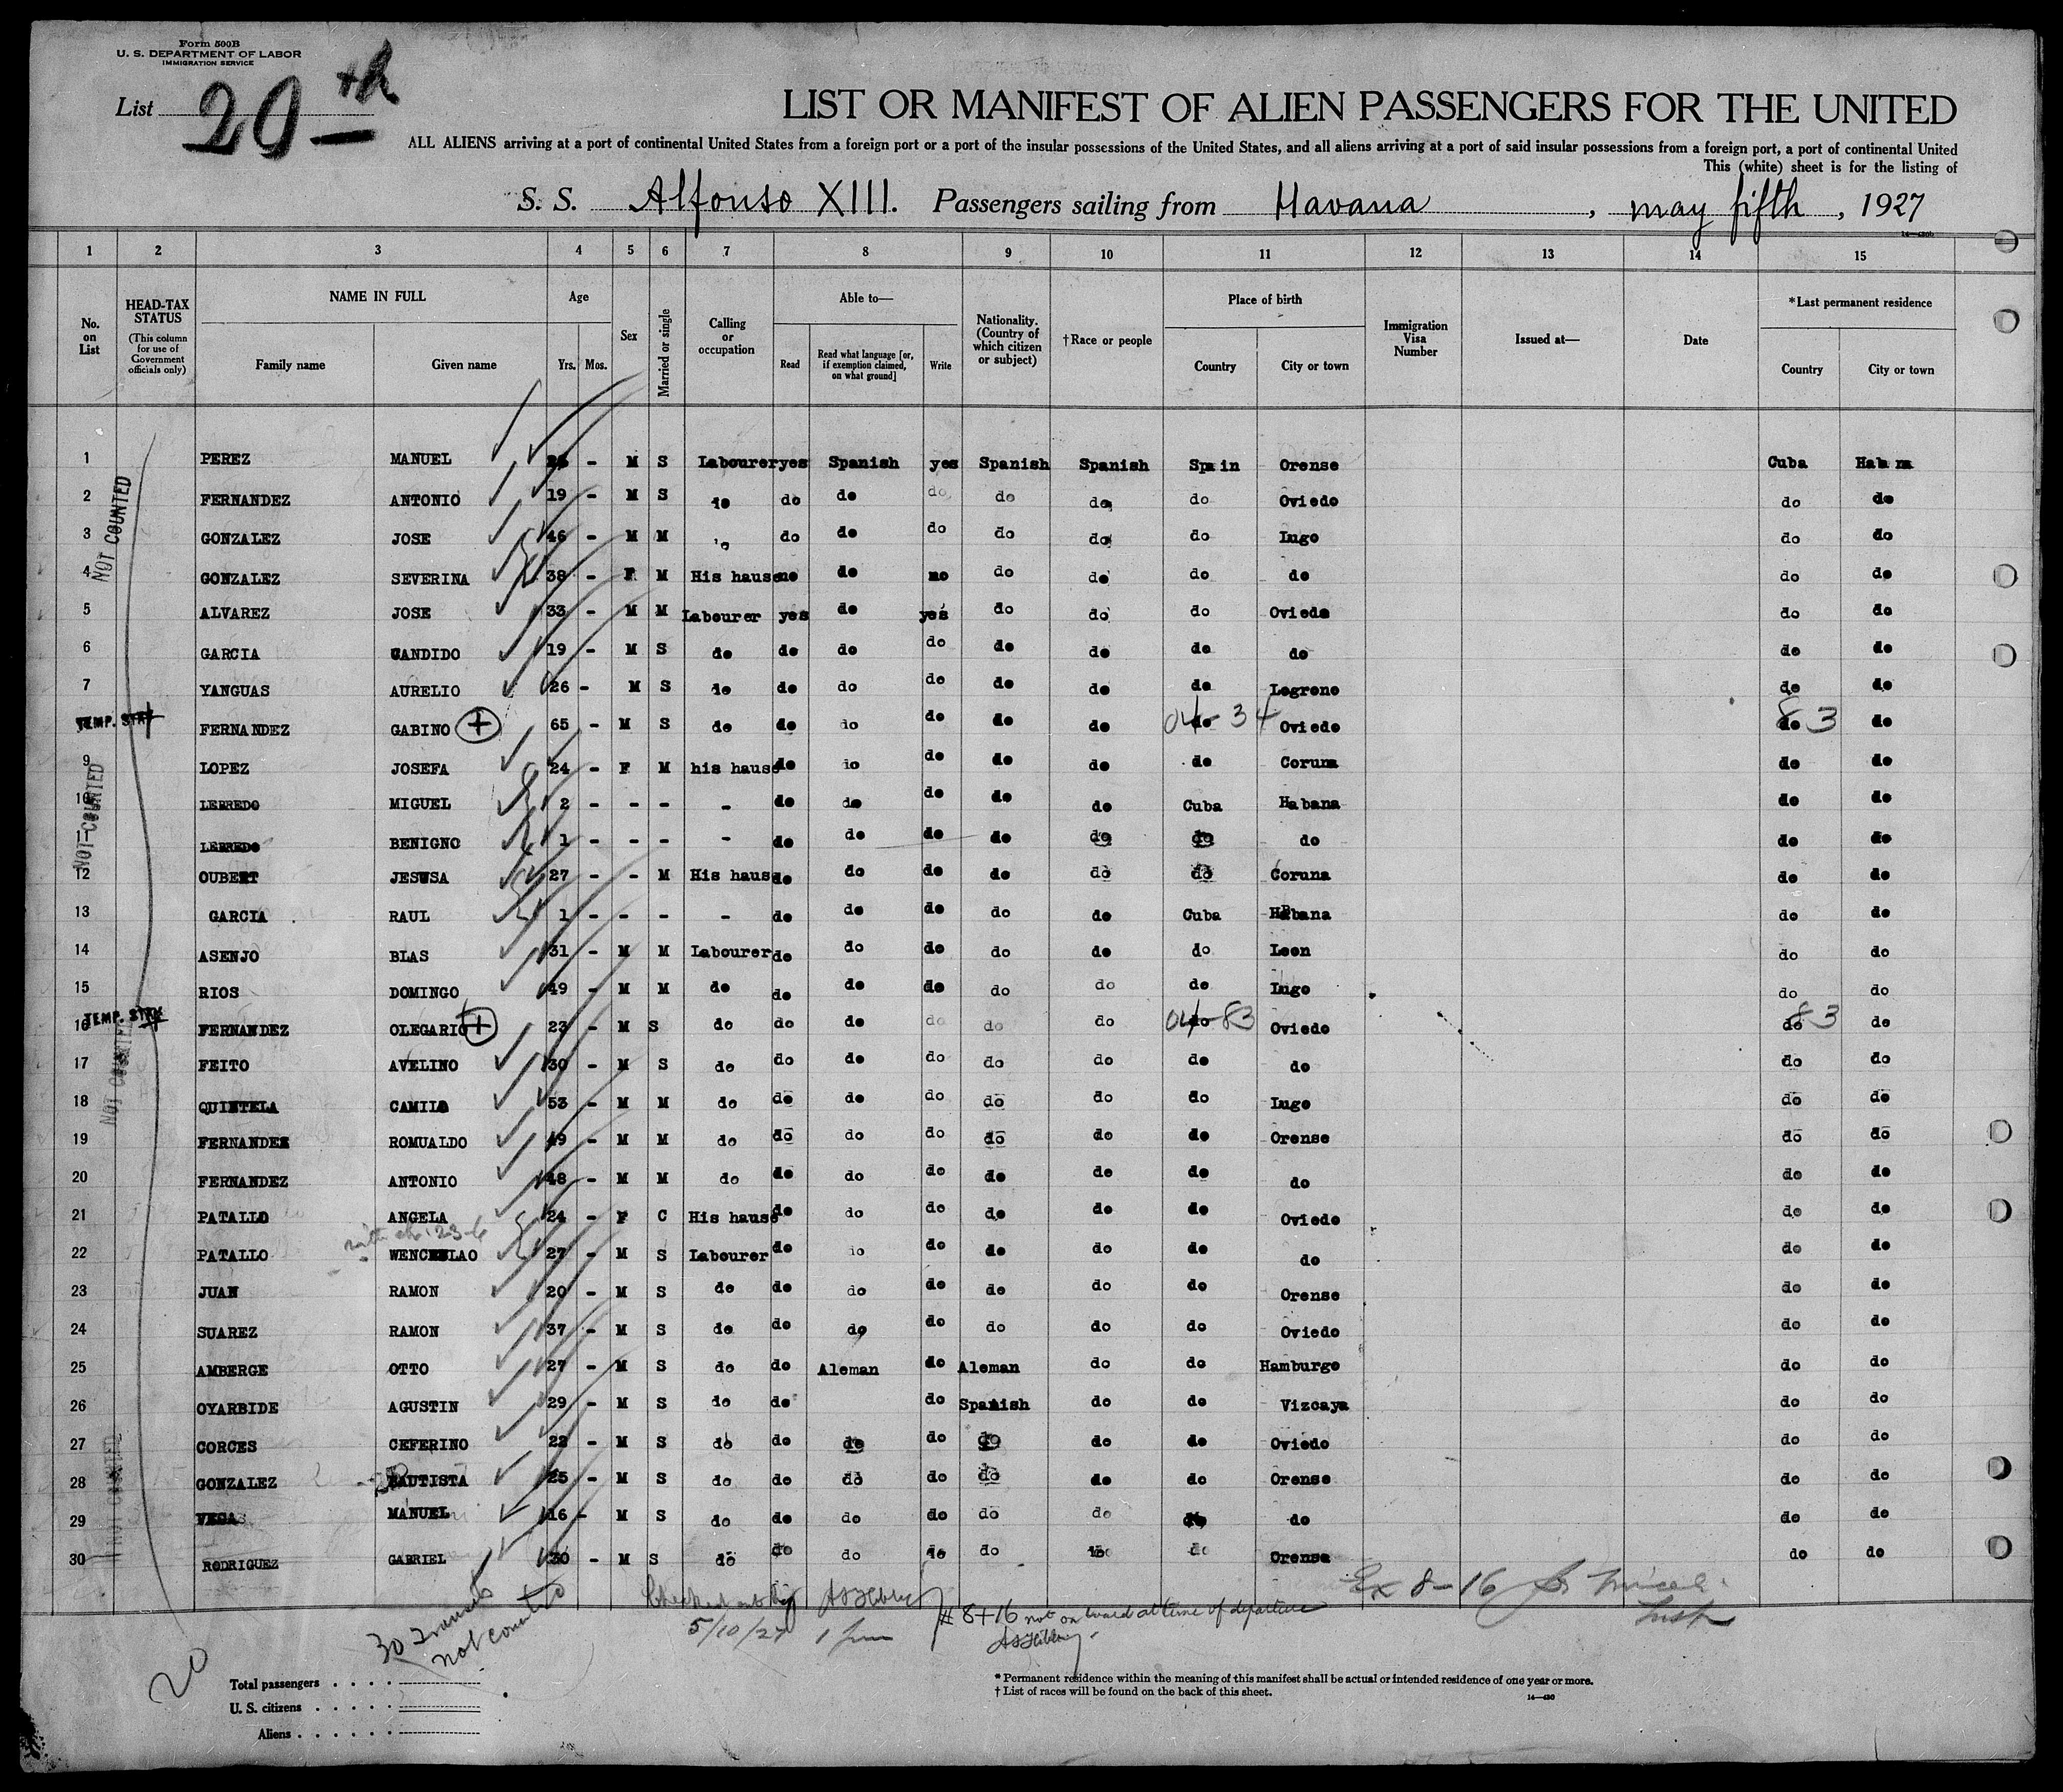 Form 500B
U. S. DEPARTMENT OF LABOR
IMMIGRATION SERVICE
List 20th
LIST OR MANIFEST OF ALIEN PASSENGERS FOR THE UNITED
ALL ALIENS arriving at a port of continental United States from a foreign port or a port of the insular possessions of the United States, and all aliens arriving at a port of said insular possessions from a foreign port, a port of continental United
This (white) sheet is for the listing of
S. S. Alfonso XIII. Passengers sailing from Havana, may fifth, 1927
1 2 3 4 5 6 7 8 9 10 11 12 13 14 15
No. on List
HEAD-TAX STATUS
(This column for use of Government officials only)
NAME IN FULL
Family name Given name
Age
Yrs. Mos.
Sex
Married or single
Calling or occupation
Able to—
Read Read what language [or, if exemption claimed, on what ground] Write
Nationality. (Country of which citizen or subject)
†Race or people
Place of birth
Country City or town
Immigration Visa Number
Issued at—
Date
*Last permanent residence
Country City or town
1 PEREZ MANUEL - M S Labourer yes Spanish yes Spanish Spanish Spain Orense Cuba Habana
2 FERNANDEZ ANTONIO 19 - M S do do do do do do do Oviedo do do
3 GONZALEZ JOSE 46 - M M do do do do do do Lugo do do
4 GONZALEZ SEVERINA 38 - F M His hause no do no do do do do do do
5 ALVAREZ JOSE 33 - M M Labourer yes do yes do do do Oviedo do do
6 GARCIA CANDIDO 19 - M S do do do do do do do do do do
7 YANGUAS AURELIO 26 - M S do do do do do do do Logrono do do
TEMP. FERNANDEZ GABINO + 65 - M S do do do do do do do 04-34 Oviedo do 83 do
9 LOPEZ JOSEFA 24 - F M his hause do do do do do do Coruna do do
10 LEBREDO MIGUEL 2 - - - - do do do do do Cuba Habana do do
11 LEBREDO BENIGNO 1 - - - - do do do do do do do do do
12 OUBERT JESUSA 27 - - M His hause do do do do do do Coruna do do
13 GARCIA RAUL 1 - - - - do do do do do Cuba Habana do do
14 ASENJO BLAS 31 - M M Labourer do do do do do do Leon do do
15 RIOS DOMINGO 49 - M M do do do do do do do Lugo do do
TEMP. 16 FERNANDEZ OLEGARIO + 23 - M S do do do do do do do 04-83 Oviedo do 83 do
17 FEITO AVELINO 30 - M S do do do do do do do do do do
18 QUINTELA CAMILO 53 - M M do do do do do do do Lugo do do
19 FERNANDEZ ROMUALDO 49 - M M do do do do do do do Orense do do
20 FERNANDEZ ANTONIO 48 - M M do do do do do do do do do do
21 PATALLO ANGELA 24 - F C His hause do do do do do do Oviedo do do
22 PATALLO WENCESLAO 27 - M S Labourer do do do do do do do do do
23 JUAN RAMON 20 - M S do do do do do do do Orense do do
24 SUAREZ RAMON 37 - M S do do do do do do do Oviedo do do
25 AMBERGE OTTO 27 - M S do do Aleman do Aleman do do Hamburgo do do
26 OYARBIDE AGUSTIN 29 - M S do do do Spanish do do Vizcaya do do
27 CORCES CEFERINO 22 - M S do do do do do do do Oviedo do do
28 GONZALEZ BAUTISTA 25 - M S do do do do do do do Orense do do
29 VEGA MANUEL 16 - M S do do do do do do do do do do
30 RODRIGUEZ GABRIEL 30 - M S do do do do do do do Orense do do
NOT COUNTED
NOT COUNTED
NOT COUNTED
NOT COUNTED
Ex 8-16
Checked out by
5/10/27
# 8+16 not on board at time of departure
30 transits
not counted
20
Total passengers
U. S. citizens
Aliens
* Permanent residence within the meaning of this manifest shall be actual or intended residence of one year or more.
† List of races will be found on the back of this sheet.
14—430